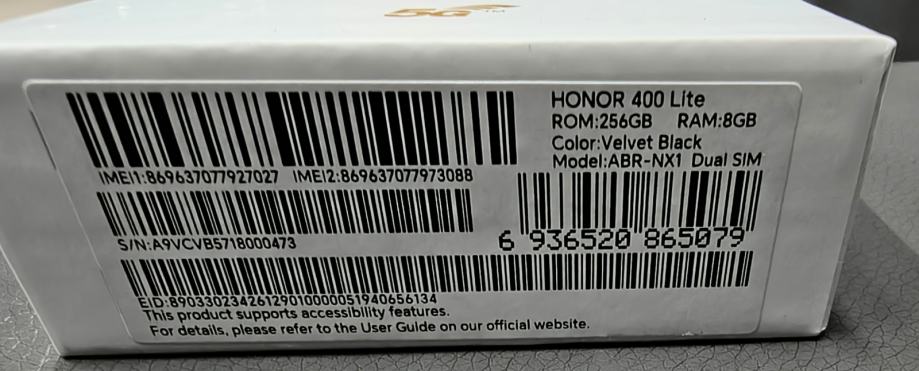 5G
HONOR 400 Lite
ROM:256GB RAM:8GB
Color:Velvet Black
Model:ABR-NX1 Dual SIM
IMEI1:869637077927027 IMEI2:869637077973088
S/N:A9VCVB5718000473
6 936520 865079
EID:89033023426129010000051940656134
This product supports accessibility features.
For details, please refer to the User Guide on our official website.